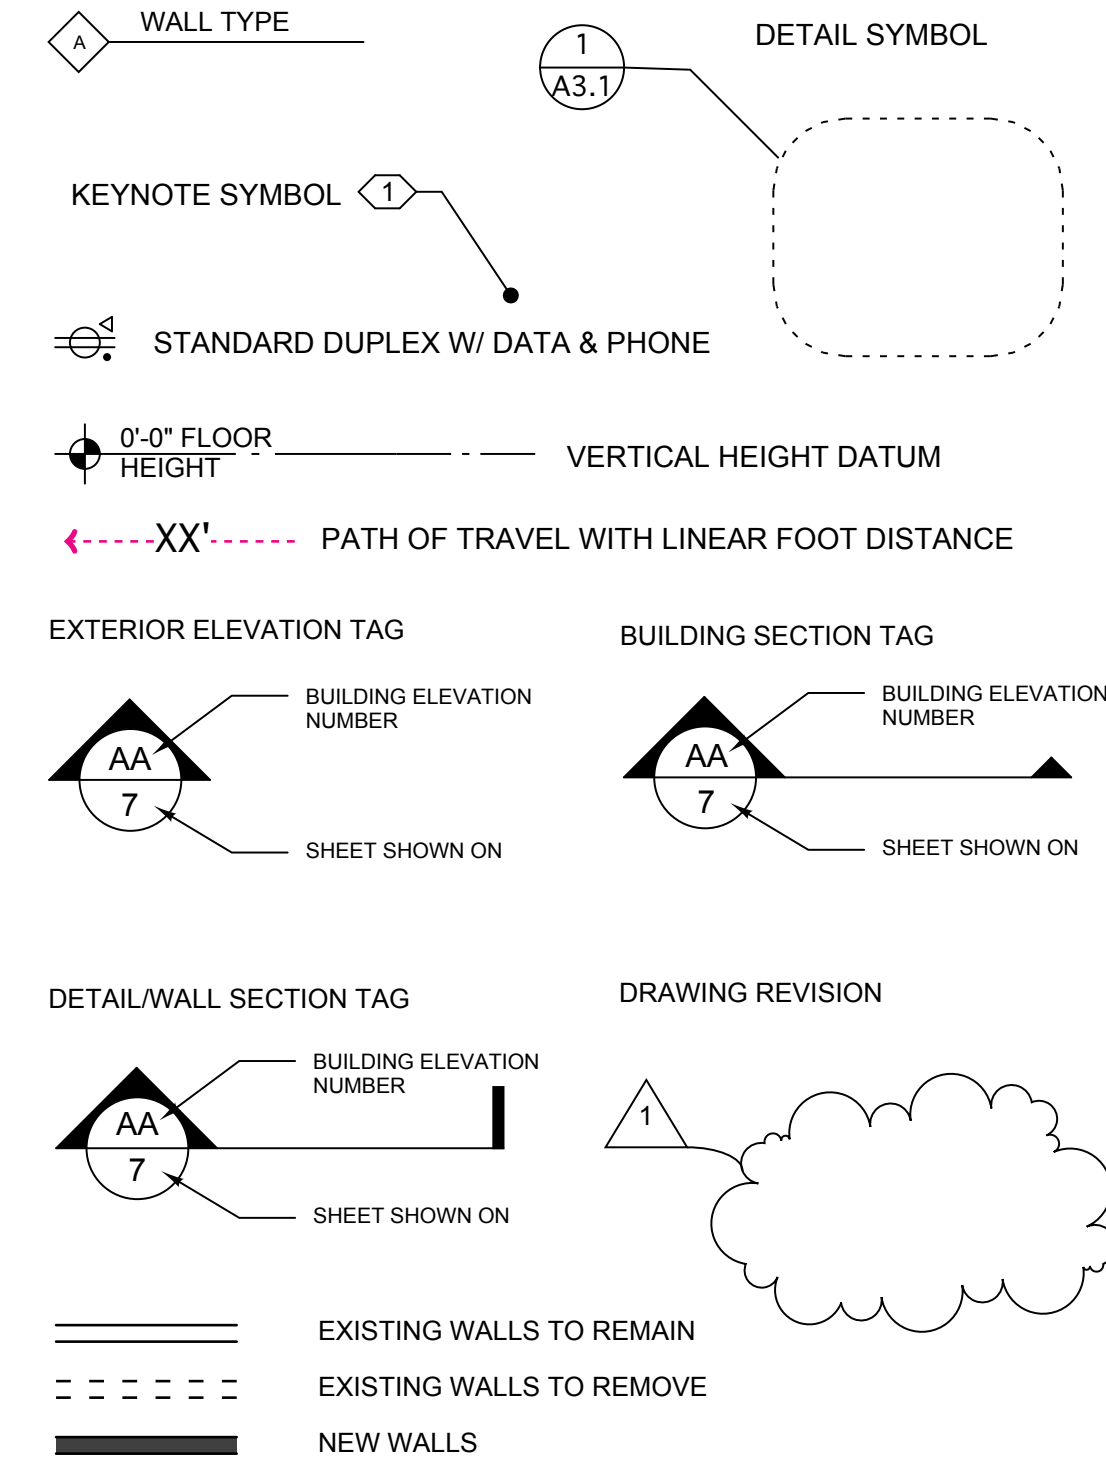 WALL TYPE
A
1
A3.1
DETAIL SYMBOL
KEYNOTE SYMBOL 1
STANDARD DUPLEX W/ DATA & PHONE
0'-0" FLOOR
HEIGHT
VERTICAL HEIGHT DATUM
XX'
PATH OF TRAVEL WITH LINEAR FOOT DISTANCE
EXTERIOR ELEVATION TAG
BUILDING ELEVATION
NUMBER
AA
7
SHEET SHOWN ON
BUILDING SECTION TAG
BUILDING ELEVATION
NUMBER
AA
7
SHEET SHOWN ON
DETAIL/WALL SECTION TAG
BUILDING ELEVATION
NUMBER
AA
7
SHEET SHOWN ON
DRAWING REVISION
1
EXISTING WALLS TO REMAIN
EXISTING WALLS TO REMOVE
NEW WALLS